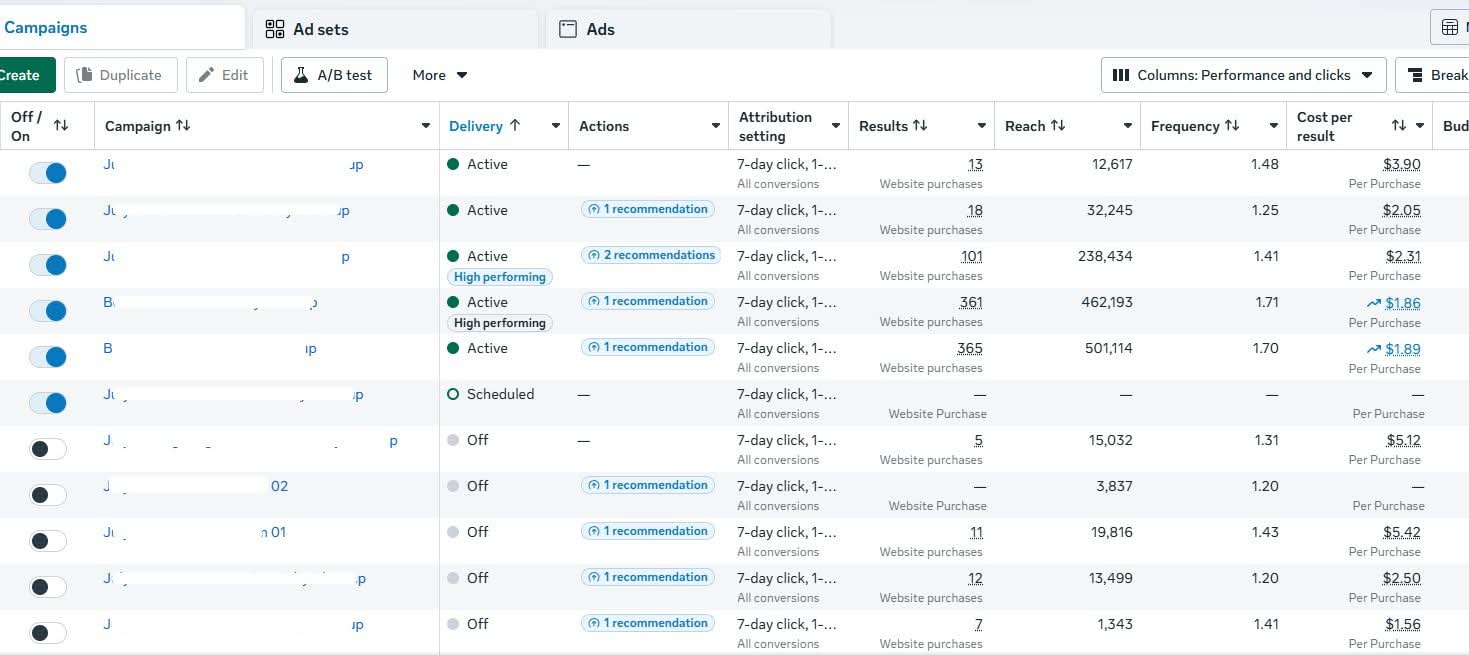 Campaigns
Ad sets
Ads
Create
Duplicate
Edit
A/B test
More
Columns: Performance and clicks
Break
Off / On
Campaign
Delivery
Actions
Attribution setting
Results
Reach
Frequency
Cost per result
Bud
Ju up Active — 7-day click, 1-... 13 12,617 1.48 $3.90
All conversions Website purchases Per Purchase
Ju p Active 1 recommendation 7-day click, 1-... 18 32,245 1.25 $2.05
All conversions Website purchases Per Purchase
Ju p Active 2 recommendations 7-day click, 1-... 101 238,434 1.41 $2.31
High performing All conversions Website purchases Per Purchase
B p Active 1 recommendation 7-day click, 1-... 361 462,193 1.71 $1.86
High performing All conversions Website purchases Per Purchase
B up Active 1 recommendation 7-day click, 1-... 365 501,114 1.70 $1.89
All conversions Website purchases Per Purchase
Ju p Scheduled — 7-day click, 1-... — — — —
All conversions Website Purchase Per Purchase
J p Off — 7-day click, 1-... 5 15,032 1.31 $5.12
All conversions Website purchases Per Purchase
J 02 Off 1 recommendation 7-day click, 1-... — 3,837 1.20 —
All conversions Website Purchase Per Purchase
Ju 01 Off 1 recommendation 7-day click, 1-... 11 19,816 1.43 $5.42
All conversions Website purchases Per Purchase
J p Off 1 recommendation 7-day click, 1-... 12 13,499 1.20 $2.50
All conversions Website purchases Per Purchase
J up Off 1 recommendation 7-day click, 1-... 7 1,343 1.41 $1.56
All conversions Website purchases Per Purchase